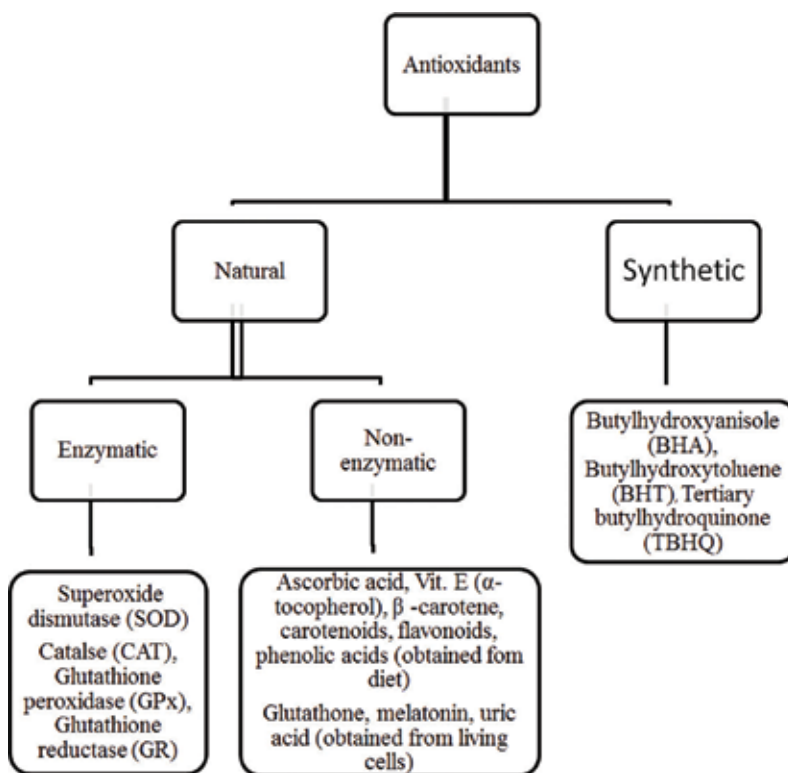 Antioxidants
Natural
Synthetic
Enzymatic
Non-
enzymatic
Butylhydroxyanisole
(BHA),
Butylhydroxytoluene
(BHT), Tertiary
butylhydroquinone
(TBHQ)
Superoxide
dismutase (SOD)
Catalse (CAT),
Glutathione
peroxidase (GPx),
Glutathione
reductase (GR)
Ascorbic acid, Vit. E (α-
tocopherol), β -carotene,
carotenoids, flavonoids,
phenolic acids (obtained fom
diet)
Glutathone, melatonin, uric
acid (obtained from living
cells)